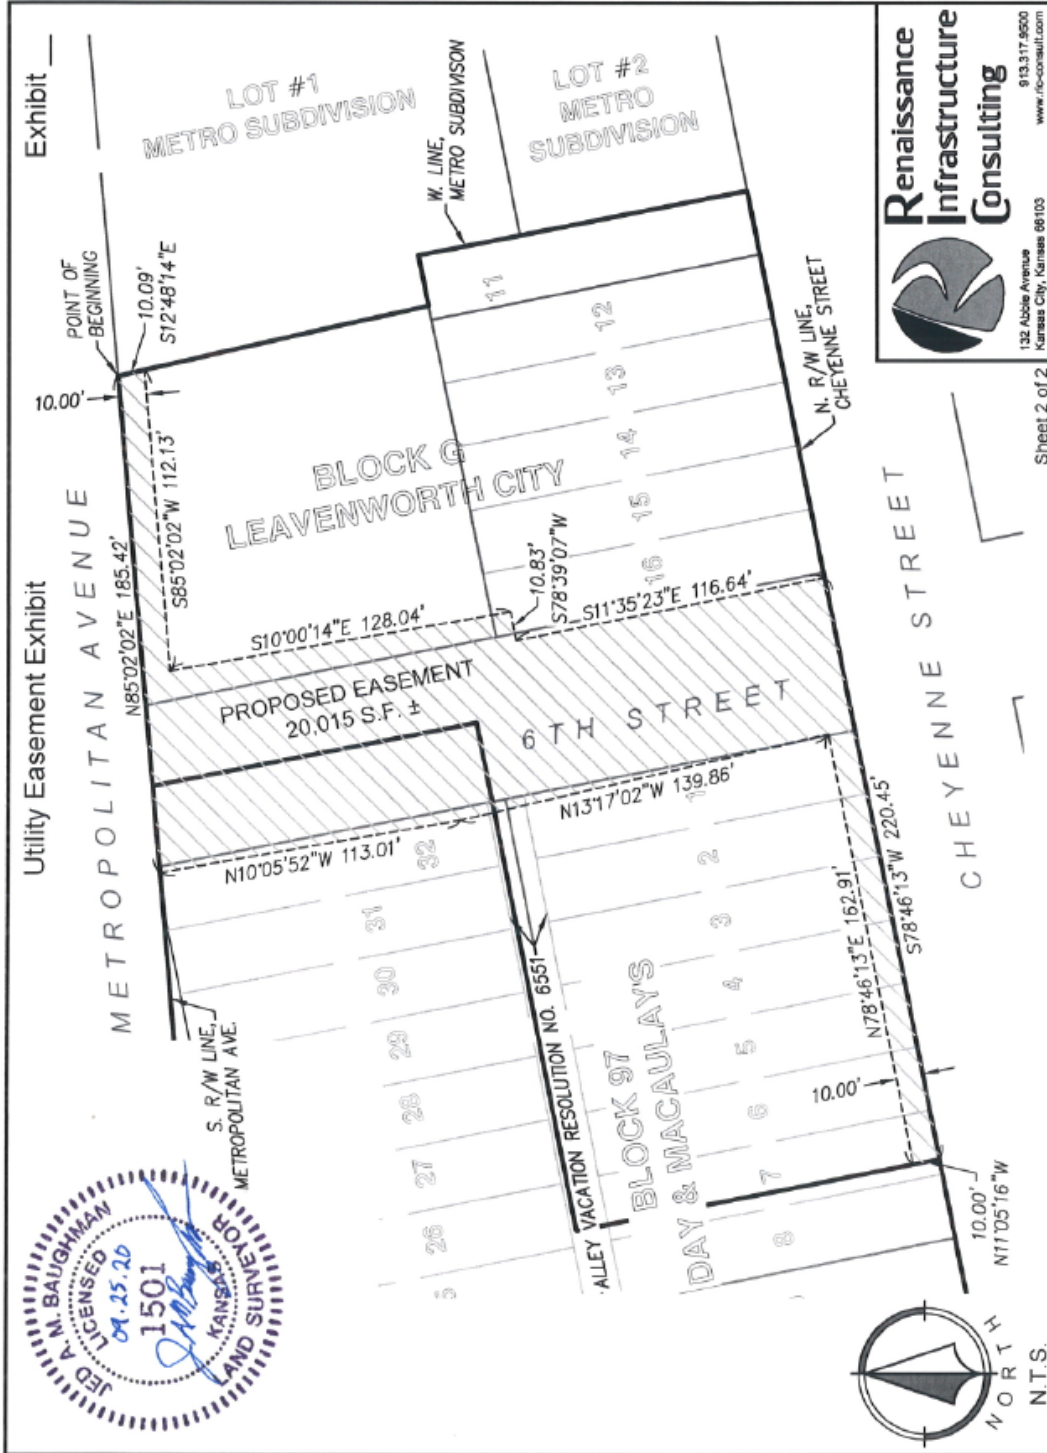 Utility Easement Exhibit
Exhibit __
METROPOLITAN AVENUE
N85°02'02"E 185.42'
S85°02'02"W 112.13'
10.00'
POINT OF
BEGINNING
10.09'
S12°48'14"E
LOT #1
METRO SUBDIVISION
W. LINE,
METRO SUBDIVISON
LOT #2
METRO
SUBDIVISION
BLOCK G
LEAVENWORTH CITY
S10°00'14"E 128.04'
10.83'
S78°39'07"W
S11°35'23"E 116.64'
11
12
13
14
15
16
N. R/W LINE,
CHEYENNE STREET
PROPOSED EASEMENT
20,015 S.F. ±
6TH STREET
N10°05'52"W 113.01'
N13°17'02"W 139.86'
S. R/W LINE,
METROPOLITAN AVE.
32
31
30
29
28
27
26
ALLEY VACATION RESOLUTION NO. 6551
BLOCK 97
DAY & MACAULAY'S
1
2
3
4
5
6
7
8
N78°46'13"E 162.91'
S78°46'13"W 220.45'
10.00'
10.00'
N11°05'16"W
CHEYENNE STREET
JED A. M. BAUGHMAN
LICENSED
09.25.20
1501
KANSAS
LAND SURVEYOR
NORTH
N.T.S.
Sheet 2 of 2
Renaissance
Infrastructure
Consulting
132 Abbie Avenue
Kansas City, Kansas 66103
913.317.9500
www.ric-consult.com